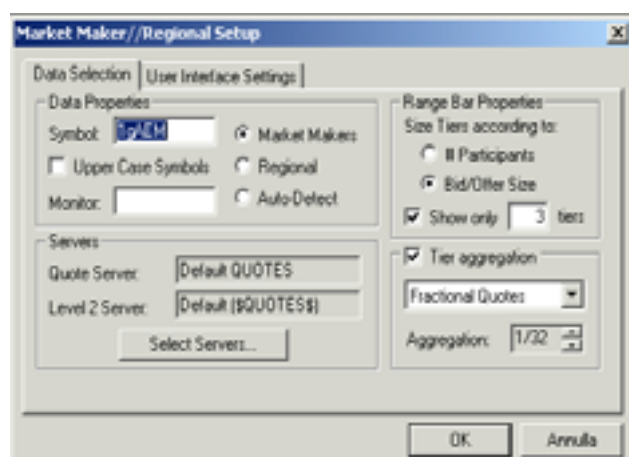 Market Maker//Regional Setup
Data Selection
User Interface Settings
Data Properties
Symbol:
Market Makers
Upper Case Symbols
Regional
Monitor:
Auto-Detect
Servers
Quote Server:
Default QUOTES
Level 2 Server:
Default ($QUOTES$)
Select Servers...
Range Bar Properties
Size Tiers according to:
# Participants
Bid/Offer Size
Show only 3 tiers
Tier aggregation
Fractional Quotes
Aggregation: 1/32
OK
Annulla